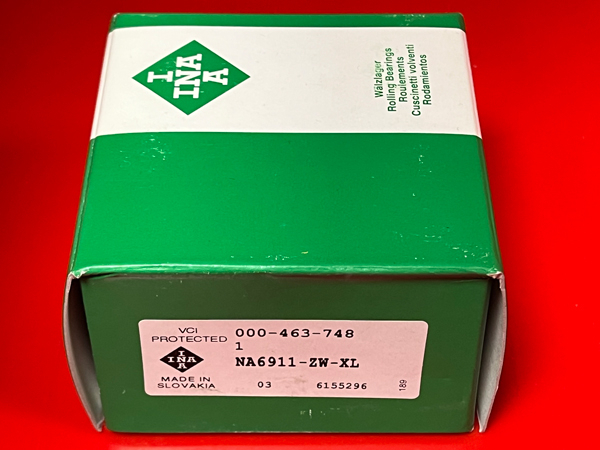 I
INA
A
Wälzlager
Rolling Bearings
Roulements
Cuscinetti volventi
Rodamientos
VCI
PROTECTED
000-463-748
1
I
INA
A
NA6911-ZW-XL
MADE IN
SLOVAKIA
03 6155296
189